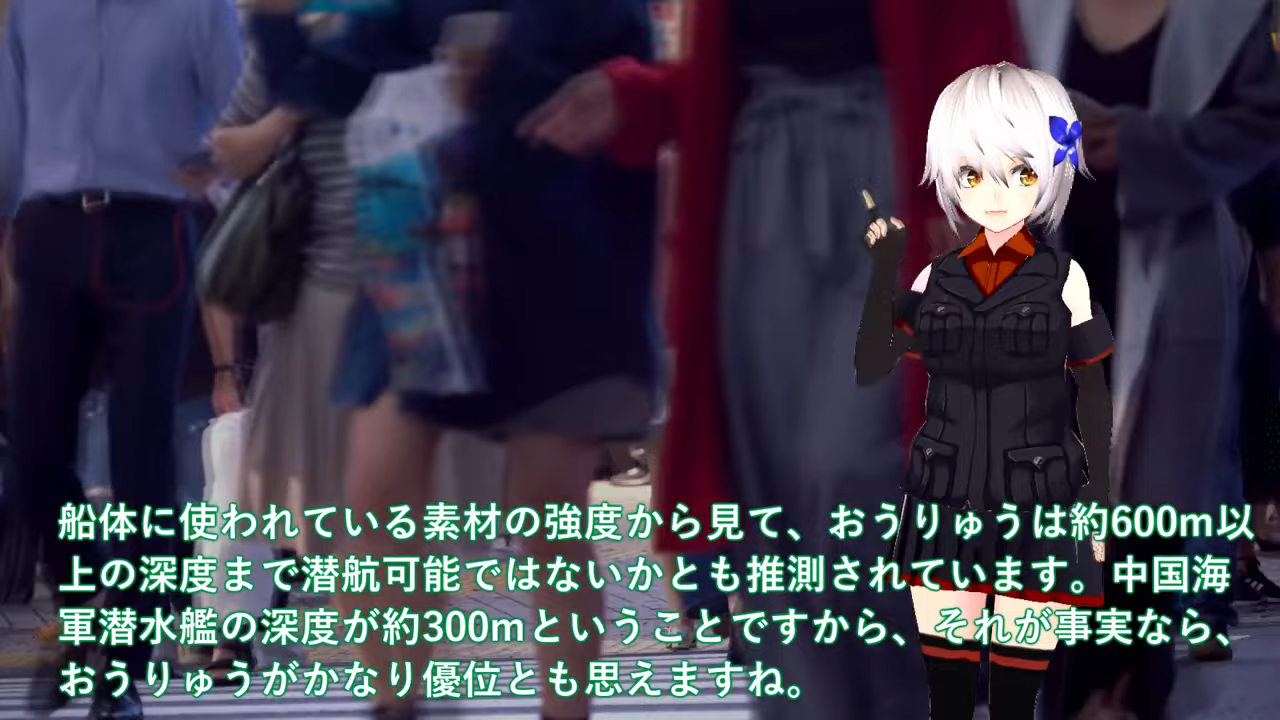 船体に使われている素材の強度から見て、おうりゅうは約600m以
上の深度まで潜航可能ではないかとも推測されています。中国海
軍潜水艦の深度が約300mということですから、それが事実なら、
おうりゅうがかなり優位とも思えますね。